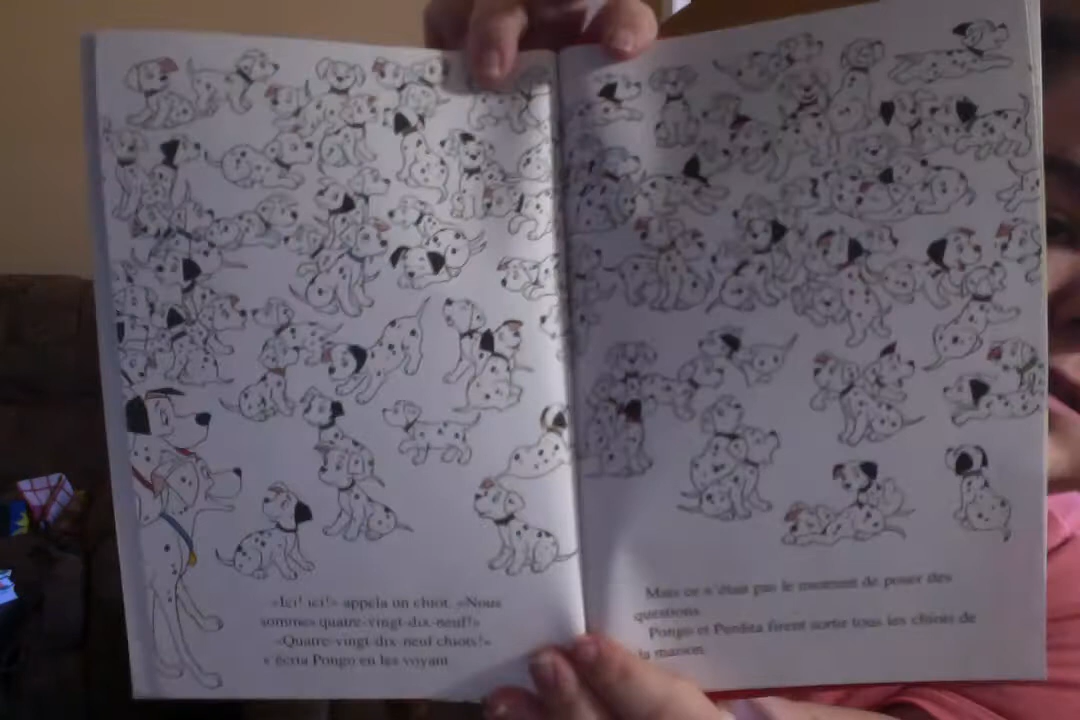 «Ici! ici!» appela un chiot. «Nous
sommes quatre-vingt-dix-neuf!»
«Quatre-vingt-dix-neuf chiots!»
s'écria Pongo en les voyant.
Mais ce n'était pas le moment de poser des
questions.
Pongo et Perdita firent sortir tous les chiens de
la maison.